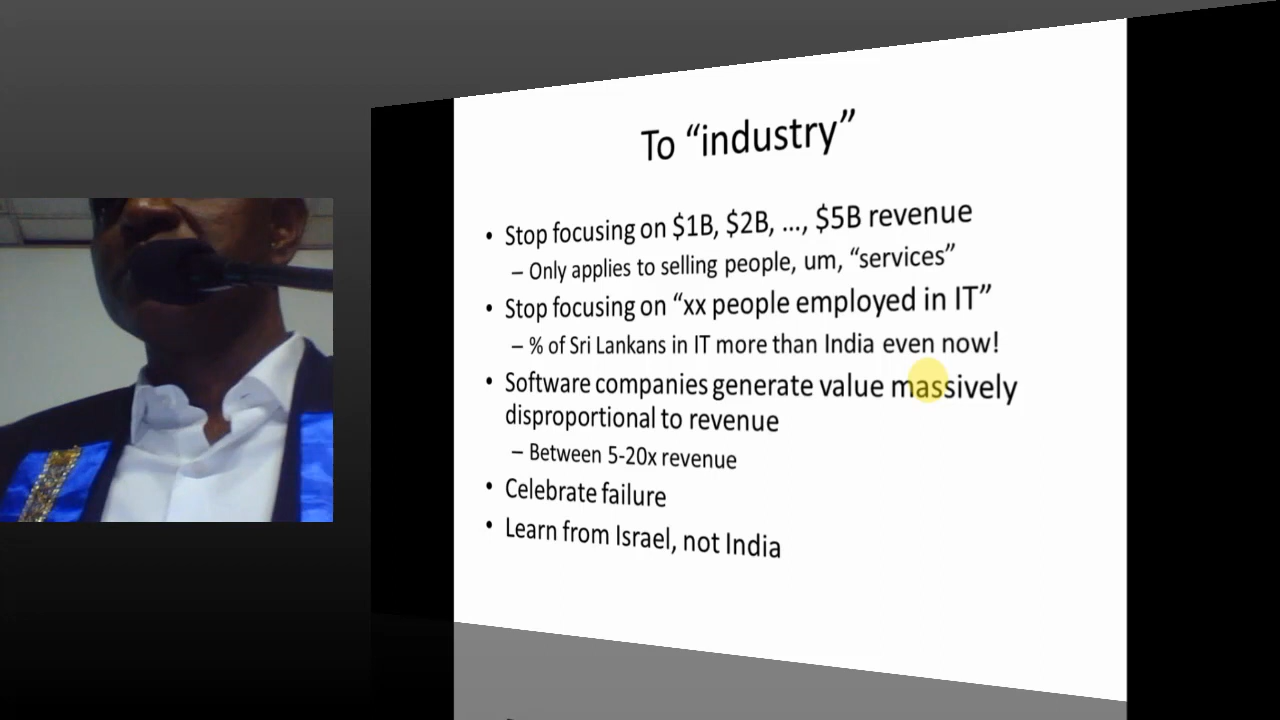 To “industry”
• Stop focusing on $1B, $2B, …, $5B revenue
– Only applies to selling people, um, “services”
• Stop focusing on “xx people employed in IT”
– % of Sri Lankans in IT more than India even now!
• Software companies generate value massively
disproportional to revenue
– Between 5-20x revenue
• Celebrate failure
• Learn from Israel, not India